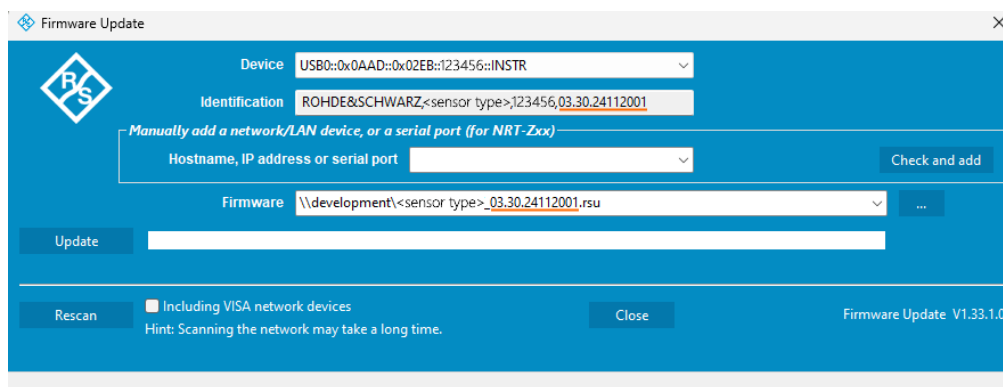 Firmware Update
R&S
Device USB0::0x0AAD::0x02EB::123456::INSTR
Identification ROHDE&SCHWARZ,<sensor type>,123456,03.30.24112001
Manually add a network/LAN device, or a serial port (for NRT-Zxx)
Hostname, IP address or serial port Check and add
Firmware \\development\<sensor type>_03.30.24112001.rsu ...
Update
Rescan Including VISA network devices Close Firmware Update V1.33.1.0
Hint: Scanning the network may take a long time.